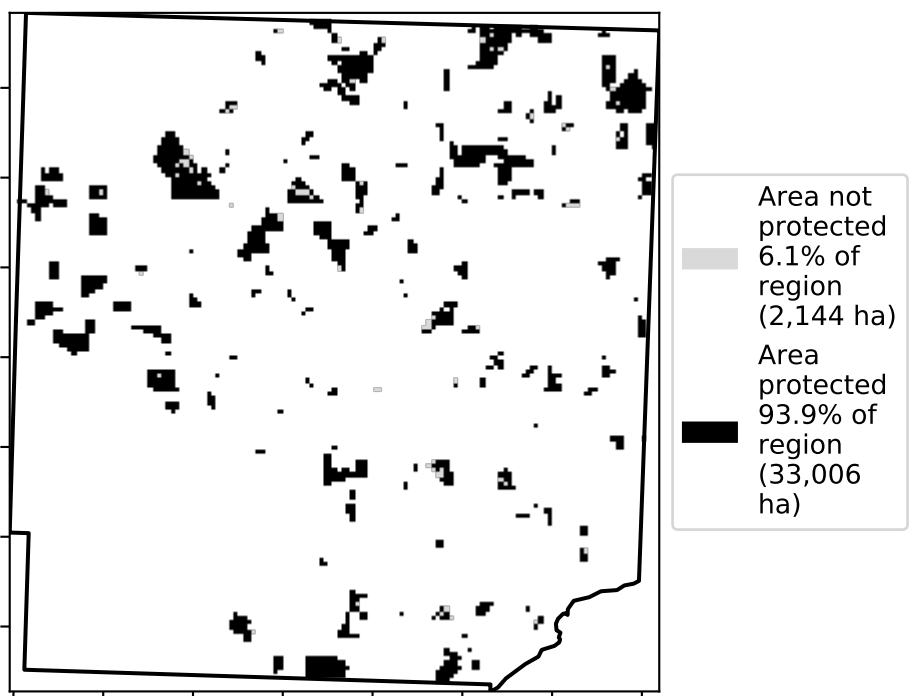 Area not
protected
6.1% of
region
(2,144 ha)
Area
protected
93.9% of
region
(33,006
ha)